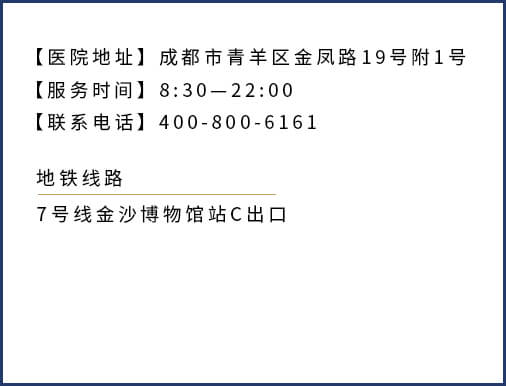 【医院地址】成都市青羊区金凤路19号附1号
【服务时间】8:30—22:00
【联系电话】400-800-6161
地铁线路
7号线金沙博物馆站C出口